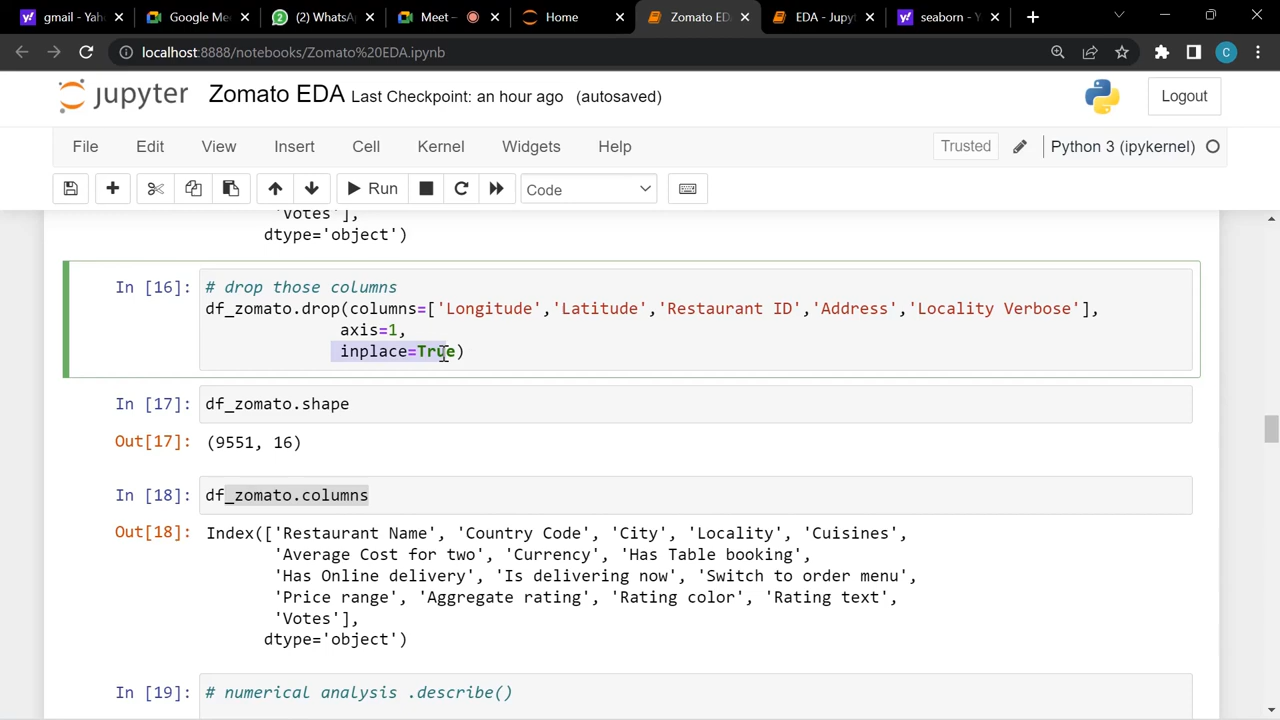 gmail - Yah
Google Me
(2) WhatsA
Meet –
Home
Zomato ED
EDA - Jupyt
seaborn - Y
localhost:8888/notebooks/Zomato%20EDA.ipynb
C
jupyter Zomato EDA Last Checkpoint: an hour ago (autosaved)
Logout
File Edit View Insert Cell Kernel Widgets Help
Trusted
Python 3 (ipykernel)
Run
Code
'Votes'],
dtype='object')
In [16]: # drop those columns
df_zomato.drop(columns=['Longitude','Latitude','Restaurant ID','Address','Locality Verbose'],
axis=1,
inplace=True)
In [17]: df_zomato.shape
Out[17]: (9551, 16)
In [18]: df_zomato.columns
Out[18]: Index(['Restaurant Name', 'Country Code', 'City', 'Locality', 'Cuisines',
'Average Cost for two', 'Currency', 'Has Table booking',
'Has Online delivery', 'Is delivering now', 'Switch to order menu',
'Price range', 'Aggregate rating', 'Rating color', 'Rating text',
'Votes'],
dtype='object')
In [19]: # numerical analysis .describe()